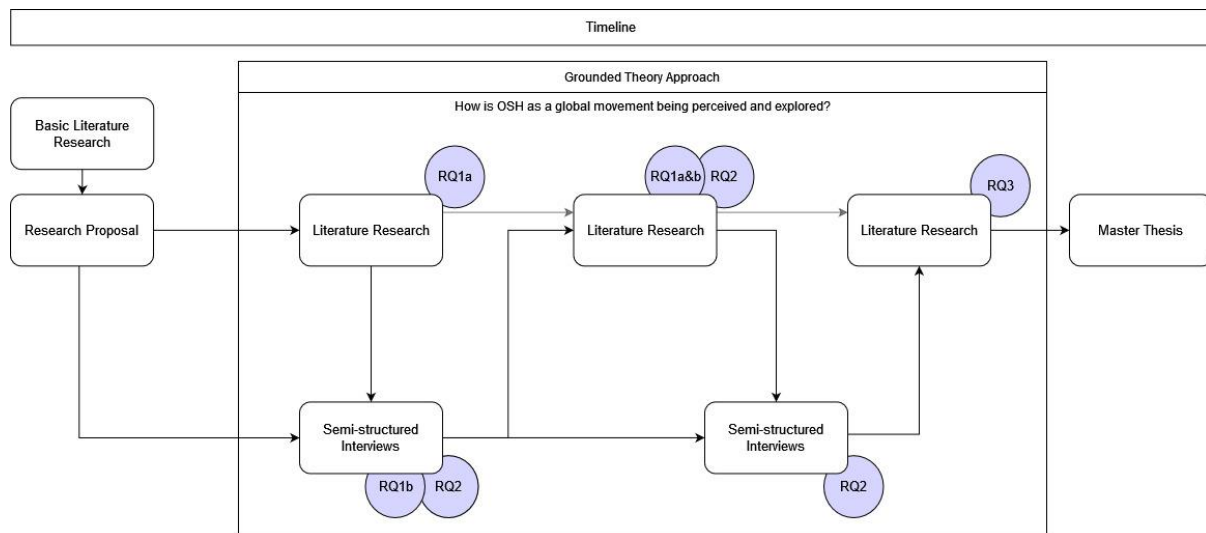 Timeline
Grounded Theory Approach
How is OSH as a global movement being perceived and explored?
Basic Literature
Research
RQ1a
RQ1a&b
RQ2
RQ3
Research Proposal
Literature Research
Literature Research
Literature Research
Master Thesis
Semi-structured
Interviews
Semi-structured
Interviews
RQ1b
RQ2
RQ2